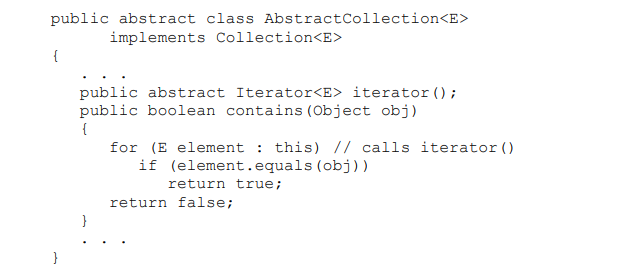 public abstract class AbstractCollection<E>
      implements Collection<E>
{
   . . .
   public abstract Iterator<E> iterator();
   public boolean contains(Object obj)
   {
      for (E element : this) // calls iterator()
         if (element.equals(obj))
            return true;
      return false;
   }
   . . .
}